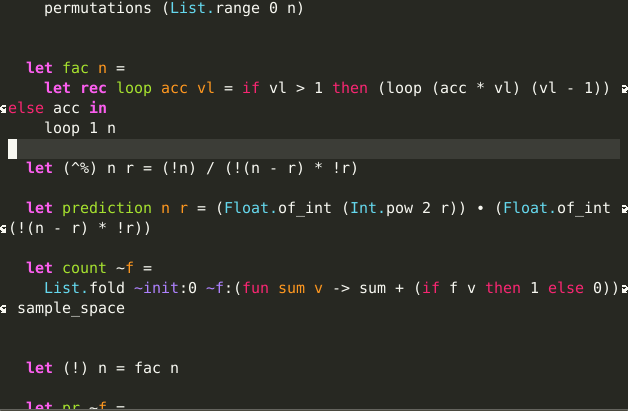 permutations (List.range 0 n)
let fac n =
let rec loop acc vl = if vl > 1 then (loop (acc * vl) (vl - 1))
else acc in
loop 1 n
let (^%) n r = (!n) / (!(n - r) * !r)
let prediction n r = (Float.of_int (Int.pow 2 r)) • (Float.of_int
(!(n - r) * !r))
let count ~f =
List.fold ~init:0 ~f:(fun sum v -> sum + (if f v then 1 else 0))
sample_space
let (!) n = fac n
let pr ~f =